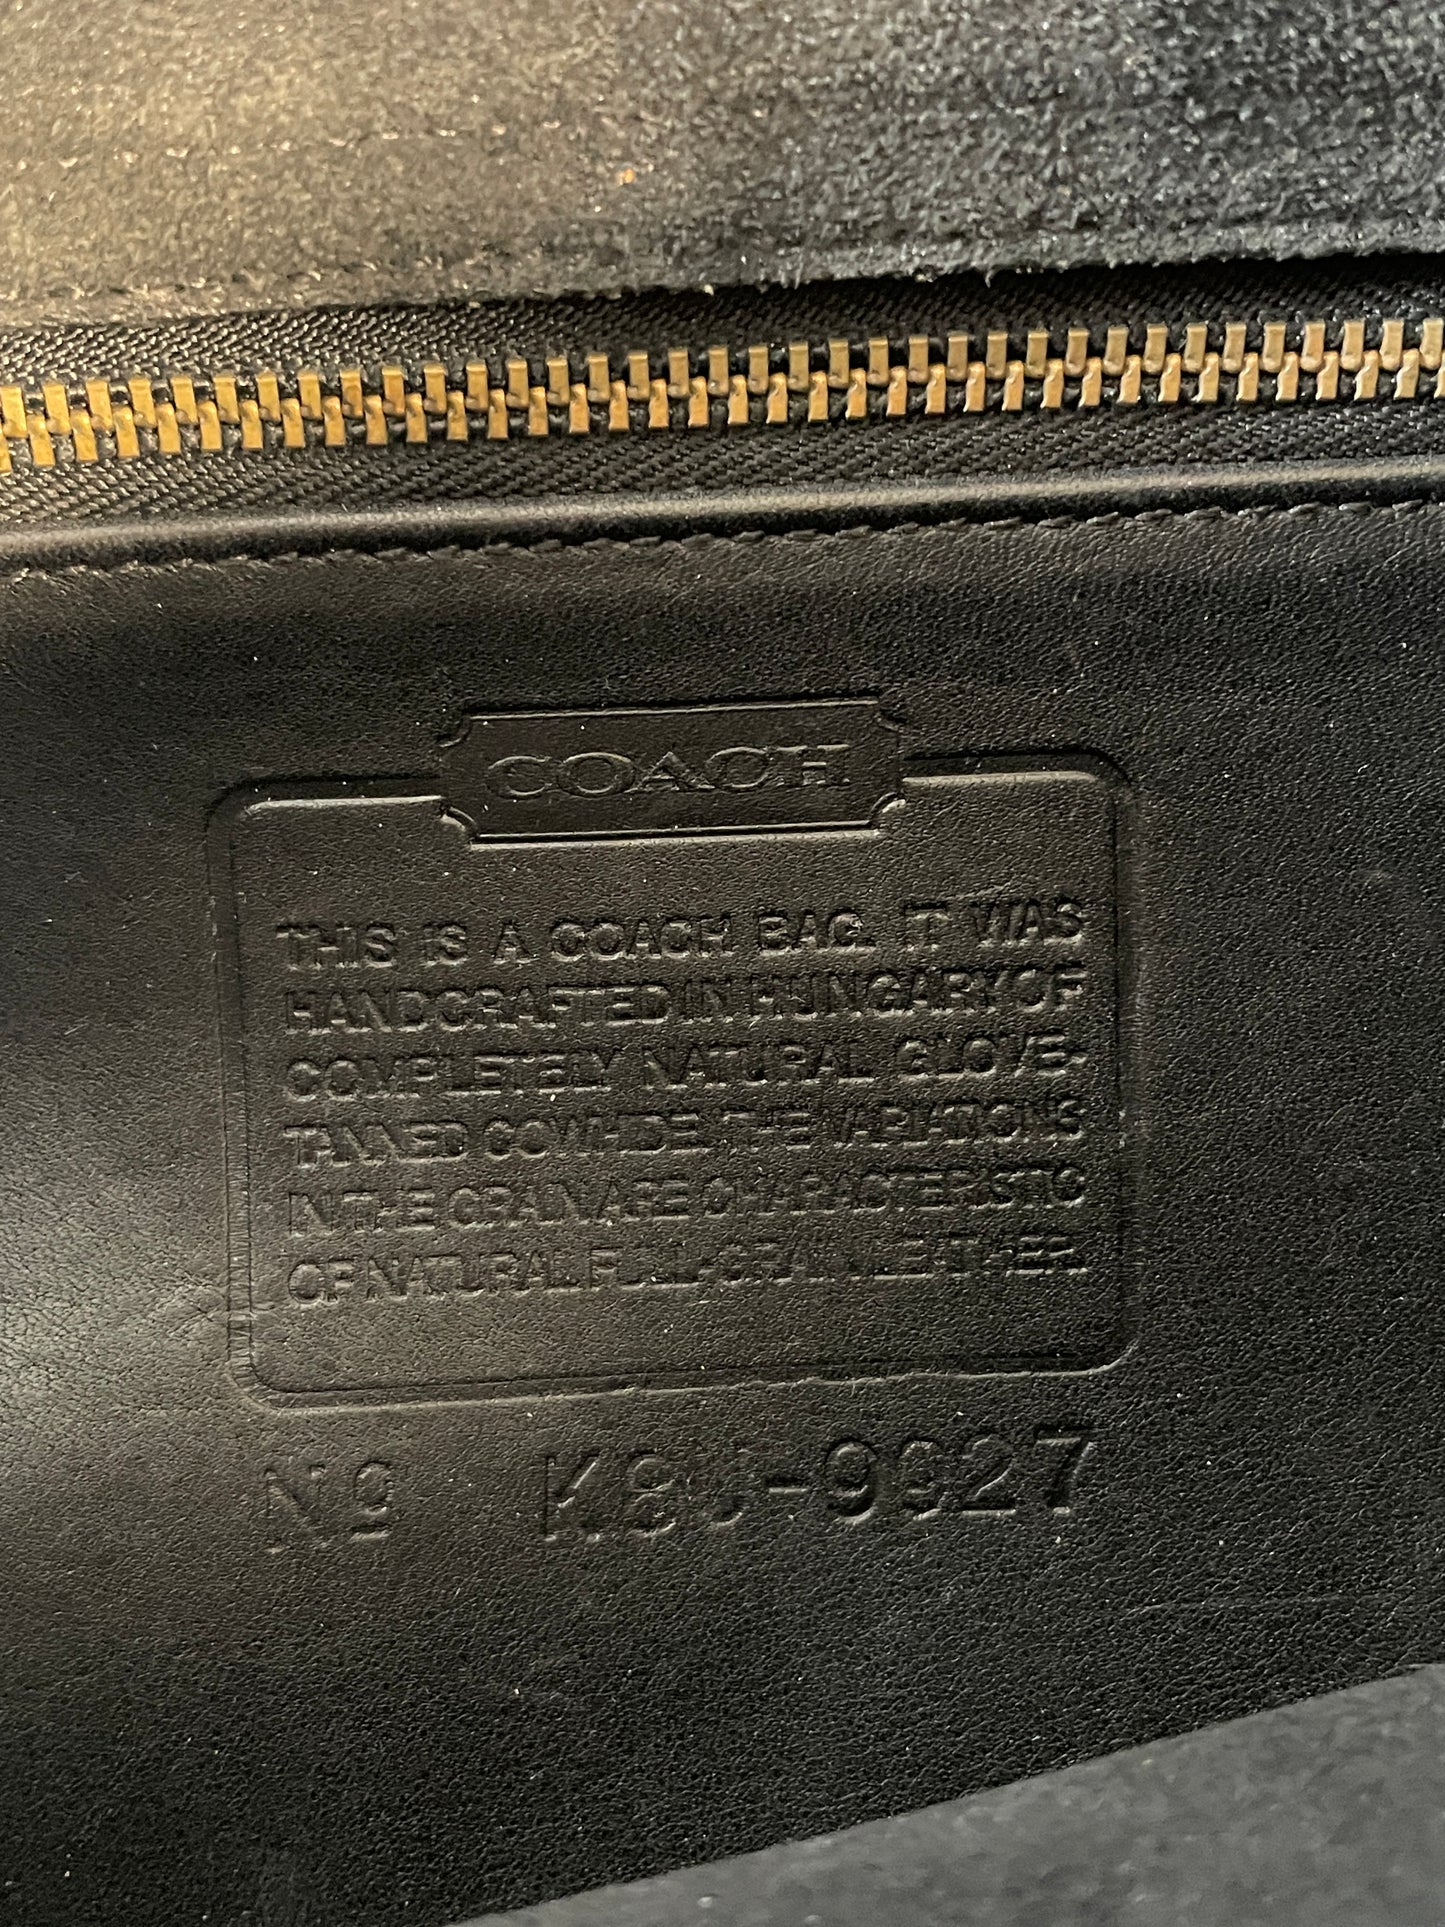 COACH
THIS IS A COACH BAG. IT WAS
HANDCRAFTED IN HUNGARY OF
COMPLETELY NATURAL GLOVE-
TANNED COWHIDE. THE VARIATIONS
IN THE GRAIN ARE CHARACTERISTIC
OF NATURAL FULL-GRAIN LEATHER.
Nº